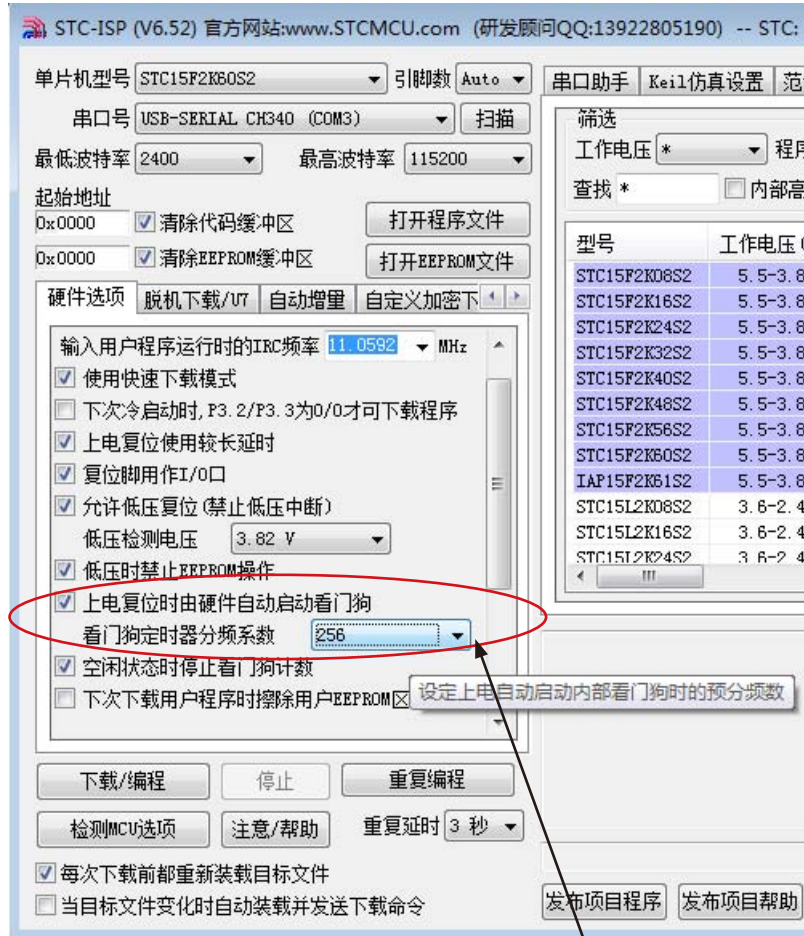 STC-ISP (V6.52) 官方网站:www.STCMCU.com (研发顾问QQ:13922805190) -- STC:
单片机型号 STC15F2K60S2 引脚数 Auto
串口号 USB-SERIAL CH340 (COM3) 扫描
最低波特率 2400 最高波特率 115200
起始地址
0x0000 清除代码缓冲区 打开程序文件
0x0000 清除EEPROM缓冲区 打开EEPROM文件
硬件选项 脱机下载/U7 自动增量 自定义加密下
输入用户程序运行时的IRC频率 11.0592 MHz
使用快速下载模式
下次冷启动时,P3.2/P3.3为0/0才可下载程序
上电复位使用较长延时
复位脚用作I/O口
允许低压复位(禁止低压中断)
低压检测电压 3.82 V
低压时禁止EEPROM操作
上电复位时由硬件自动启动看门狗
看门狗定时器分频系数 256
空闲状态时停止看门狗计数
下次下载用户程序时擦除用户EEPROM区
设定上电自动启动内部看门狗时的预分频数
下载/编程 停止 重复编程
检测MCU选项 注意/帮助 重复延时 3 秒
每次下载前都重新装载目标文件
当目标文件变化时自动装载并发送下载命令
串口助手 Keil仿真设置 范
筛选
工作电压 * 程序
查找 * 内部高
型号 工作电压(
STC15F2K08S2 5.5-3.8
STC15F2K16S2 5.5-3.8
STC15F2K24S2 5.5-3.8
STC15F2K32S2 5.5-3.8
STC15F2K40S2 5.5-3.8
STC15F2K48S2 5.5-3.8
STC15F2K56S2 5.5-3.8
STC15F2K60S2 5.5-3.8
IAP15F2K61S2 5.5-3.8
STC15L2K08S2 3.6-2.4
STC15L2K16S2 3.6-2.4
STC15L2K24S2 3.6-2.4
发布项目程序 发布项目帮助